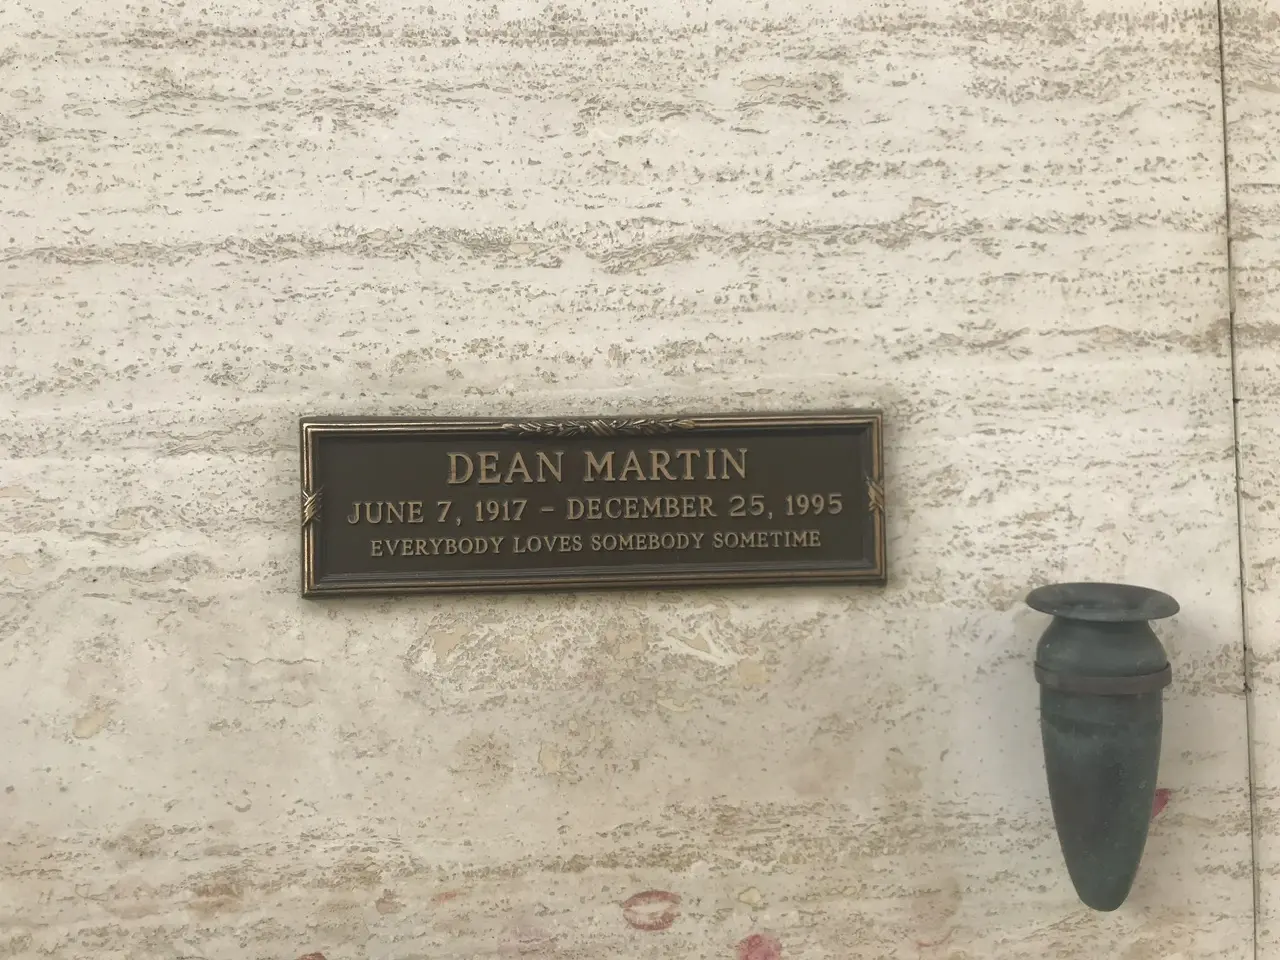 DEAN MARTIN
JUNE 7, 1917 – DECEMBER 25, 1995
EVERYBODY LOVES SOMEBODY SOMETIME